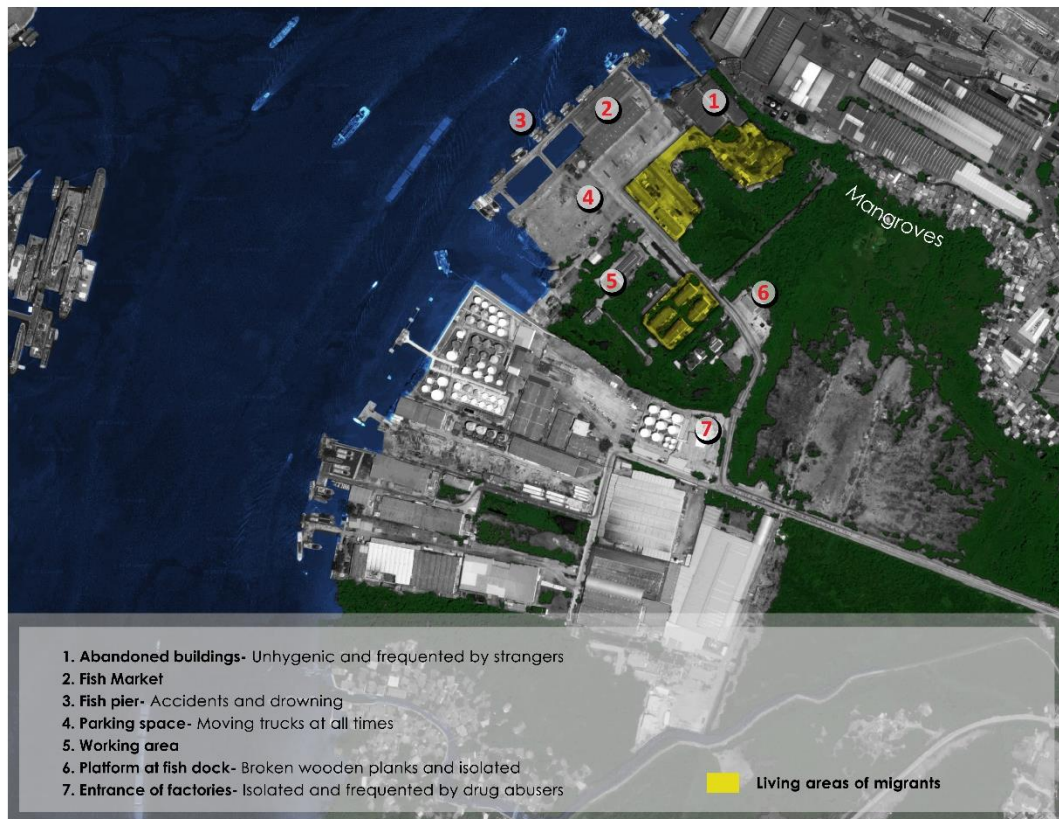 1
2
3
4
Mangroves
5
6
7
1. Abandoned buildings- Unhygenic and frequented by strangers
2. Fish Market
3. Fish pier- Accidents and drowning
4. Parking space- Moving trucks at all times
5. Working area
6. Platform at fish dock- Broken wooden planks and isolated
7. Entrance of factories- Isolated and frequented by drug abusers
Living areas of migrants